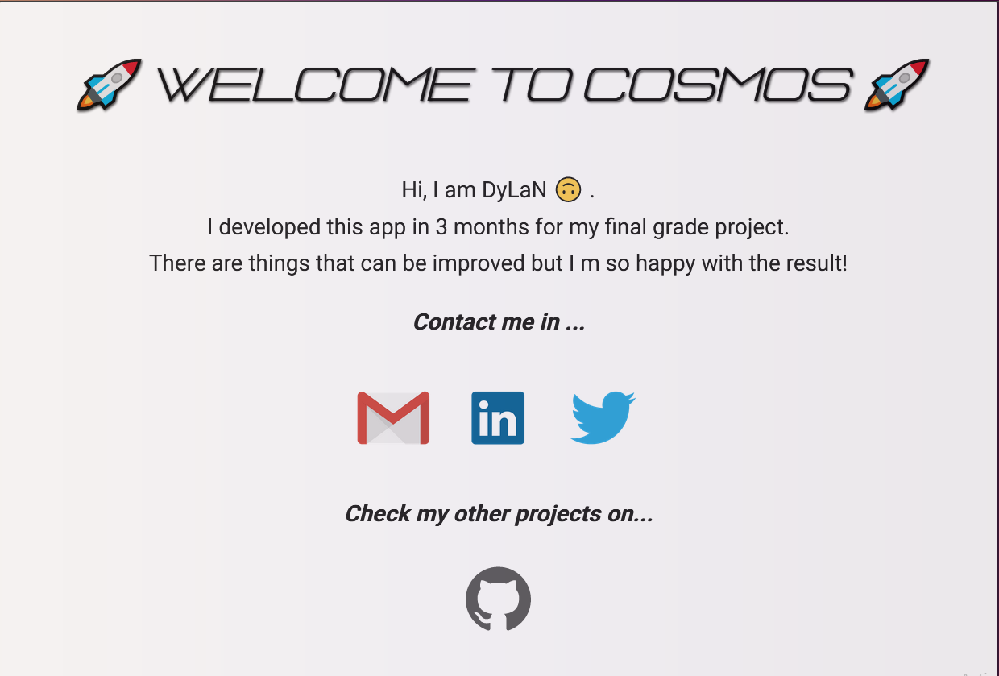 🚀 WELCOME TO COSMOS 🚀
Hi, I am DyLaN 🙃 .
I developed this app in 3 months for my final grade project.
There are things that can be improved but I m so happy with the result!
Contact me in ...
in
Check my other projects on...